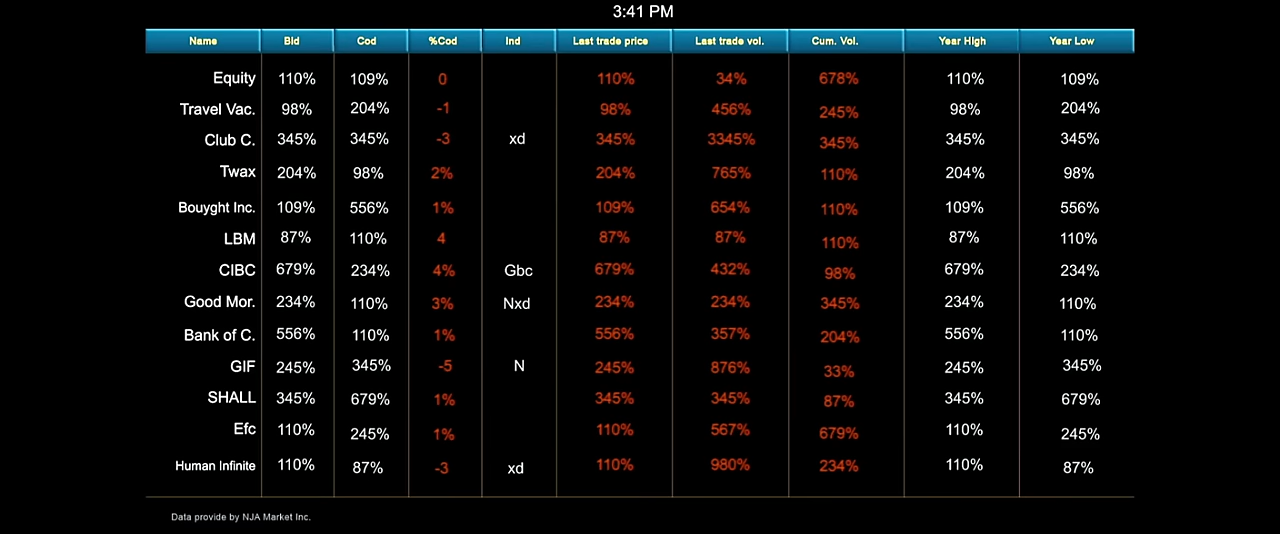 3:41 PM
Name Bid Cod %Cod Ind Last trade price Last trade vol. Cum. Vol. Year High Year Low
Equity 110% 109% 0 110% 34% 678% 110% 109%
Travel Vac. 98% 204% -1 98% 456% 245% 98% 204%
Club C. 345% 345% -3 xd 345% 3345% 345% 345% 345%
Twax 204% 98% 2% 204% 765% 110% 204% 98%
Bouyght Inc. 109% 556% 1% 109% 654% 110% 109% 556%
LBM 87% 110% 4 87% 87% 110% 87% 110%
CIBC 679% 234% 4% Gbc 679% 432% 98% 679% 234%
Good Mor. 234% 110% 3% Nxd 234% 234% 345% 234% 110%
Bank of C. 556% 110% 1% 556% 357% 204% 556% 110%
GIF 245% 345% -5 N 245% 876% 33% 245% 345%
SHALL 345% 679% 1% 345% 345% 87% 345% 679%
Efc 110% 245% 1% 110% 567% 679% 110% 245%
Human Infinite 110% 87% -3 xd 110% 980% 234% 110% 87%
Data provide by NJA Market Inc.